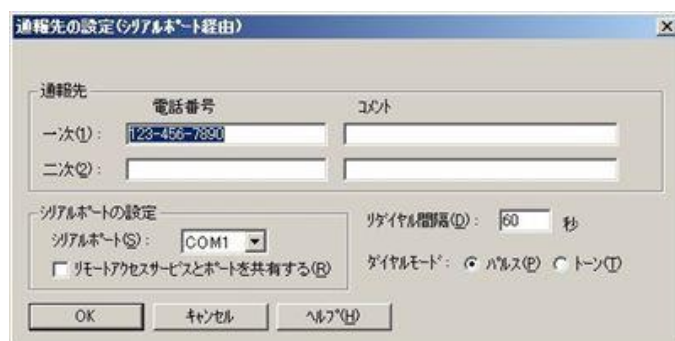 通報先の設定(ｼﾘｱﾙﾎﾟｰﾄ経由)
通報先
電話番号 ｺﾒﾝﾄ
一次(1): 123-456-7890
二次(2):
ｼﾘｱﾙﾎﾟｰﾄの設定
ｼﾘｱﾙﾎﾟｰﾄ(S): COM1
ﾘﾓｰﾄｱｸｾｽｻｰﾋﾞｽとﾎﾟｰﾄを共有する(R)
ﾘﾀﾞｲﾔﾙ間隔(D): 60 秒
ﾀﾞｲﾔﾙﾓｰﾄﾞ: ﾊﾟﾙｽ(P) ﾄｰﾝ(T)
OK ｷｬﾝｾﾙ ﾍﾙﾌﾟ(H)